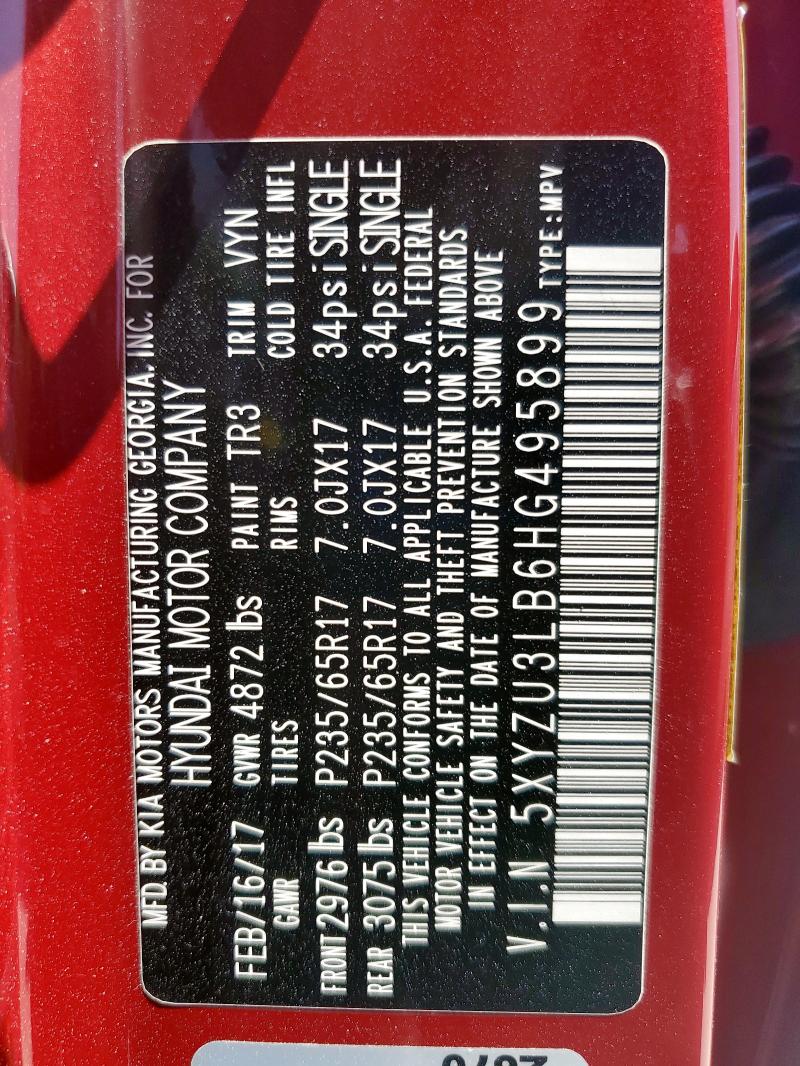 MFD. BY KIA MOTORS MANUFACTURING GEORGIA, INC. FOR
HYUNDAI MOTOR COMPANY
FEB/16/17 GVWR 4872 lbs PAINT TR3 TRIM VYN
GAWR TIRES RIMS COLD TIRE INFL
FRONT 2976 lbs P235/65R17 7.0JX17 34psi SINGLE
REAR 3075 lbs P235/65R17 7.0JX17 34psi SINGLE
THIS VEHICLE CONFORMS TO ALL APPLICABLE U.S.A. FEDERAL
MOTOR VEHICLE SAFETY AND THEFT PREVENTION STANDARDS
IN EFFECT ON THE DATE OF MANUFACTURE SHOWN ABOVE
V.I.N 5XYZU3LB6HG495899 TYPE:MPV